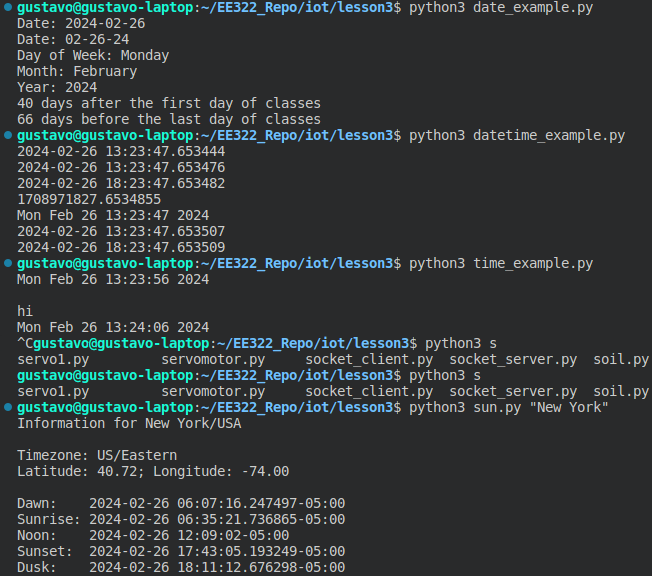 gustavo@gustavo-laptop:~/EE322_Repo/iot/lesson3$ python3 date_example.py
Date: 2024-02-26
Date: 02-26-24
Day of Week: Monday
Month: February
Year: 2024
40 days after the first day of classes
66 days before the last day of classes
gustavo@gustavo-laptop:~/EE322_Repo/iot/lesson3$ python3 datetime_example.py
2024-02-26 13:23:47.653444
2024-02-26 13:23:47.653476
2024-02-26 18:23:47.653482
1708971827.6534855
Mon Feb 26 13:23:47 2024
2024-02-26 13:23:47.653507
2024-02-26 18:23:47.653509
gustavo@gustavo-laptop:~/EE322_Repo/iot/lesson3$ python3 time_example.py
Mon Feb 26 13:23:56 2024

hi
Mon Feb 26 13:24:06 2024
^Cgustavo@gustavo-laptop:~/EE322_Repo/iot/lesson3$ python3 s
servo1.py         servomotor.py     socket_client.py  socket_server.py  soil.py
gustavo@gustavo-laptop:~/EE322_Repo/iot/lesson3$ python3 s
servo1.py         servomotor.py     socket_client.py  socket_server.py  soil.py
gustavo@gustavo-laptop:~/EE322_Repo/iot/lesson3$ python3 sun.py "New York"
Information for New York/USA

Timezone: US/Eastern
Latitude: 40.72; Longitude: -74.00

Dawn:    2024-02-26 06:07:16.247497-05:00
Sunrise: 2024-02-26 06:35:21.736865-05:00
Noon:    2024-02-26 12:09:02-05:00
Sunset:  2024-02-26 17:43:05.193249-05:00
Dusk:    2024-02-26 18:11:12.676298-05:00